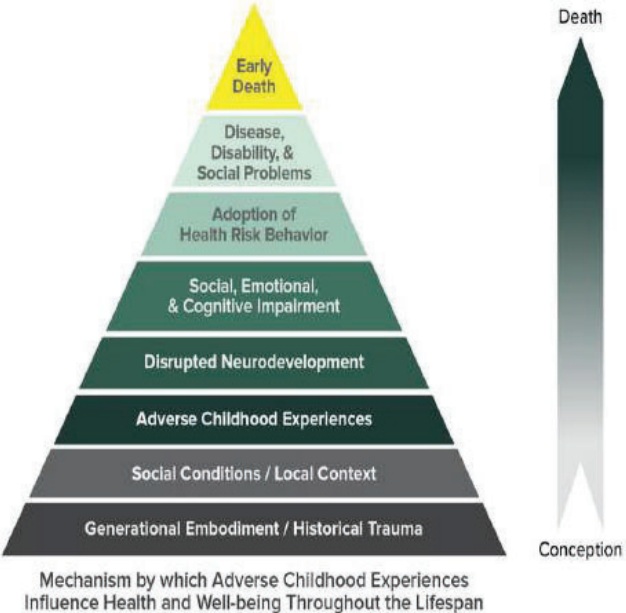 Death
Early
Death
Disease,
Disability, &
Social Problems
Adoption of
Health Risk Behavior
Social, Emotional,
& Cognitive Impairment
Disrupted Neurodevelopment
Adverse Childhood Experiences
Social Conditions / Local Context
Generational Embodiment / Historical Trauma
Conception
Mechanism by which Adverse Childhood Experiences
Influence Health and Well-being Throughout the Lifespan